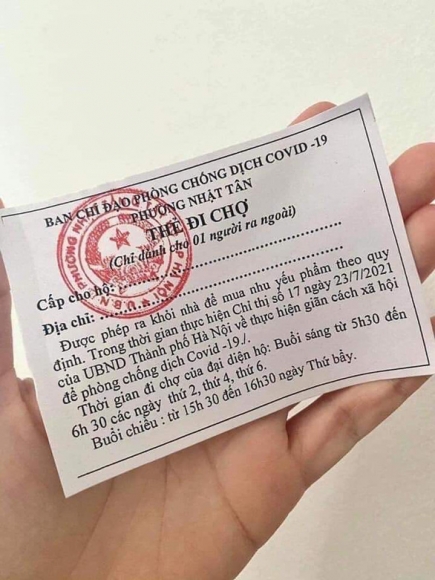 BAN CHỈ ĐẠO PHÒNG CHỐNG DỊCH COVID -19
PHƯỜNG NHẬT TÂN
THẺ ĐI CHỢ
(Chỉ dành cho 01 người ra ngoài)
Cấp cho hộ: ........................................
Địa chỉ: ........................................
Được phép ra khỏi nhà để mua nhu yếu phẩm theo quy
định. Trong thời gian thực hiện Chỉ thị số 17 ngày 23/7/2021
của UBND Thành phố Hà Nội về thực hiện giãn cách xã hội
để phòng chống dịch Covid -19./.
Thời gian đi chợ của đại diện hộ: Buổi sáng từ 5h30 đến
6h 30 các ngày thứ 2, thứ 4, thứ 6.
Buổi chiều : từ 15h 30 đến 16h30 ngày Thứ bẩy.
U.B.N.D PHƯỜNG NHẬT